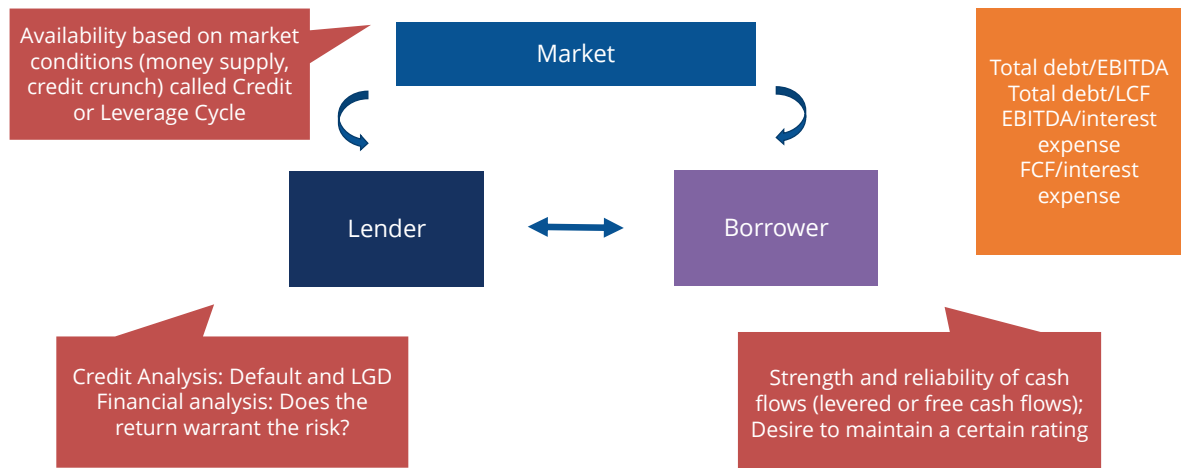 Availability based on market
conditions (money supply,
credit crunch) called Credit
or Leverage Cycle
Market
Total debt/EBITDA
Total debt/LCF
EBITDA/interest
expense
FCF/interest
expense
Lender
Borrower
Credit Analysis: Default and LGD
Financial analysis: Does the
return warrant the risk?
Strength and reliability of cash
flows (levered or free cash flows);
Desire to maintain a certain rating